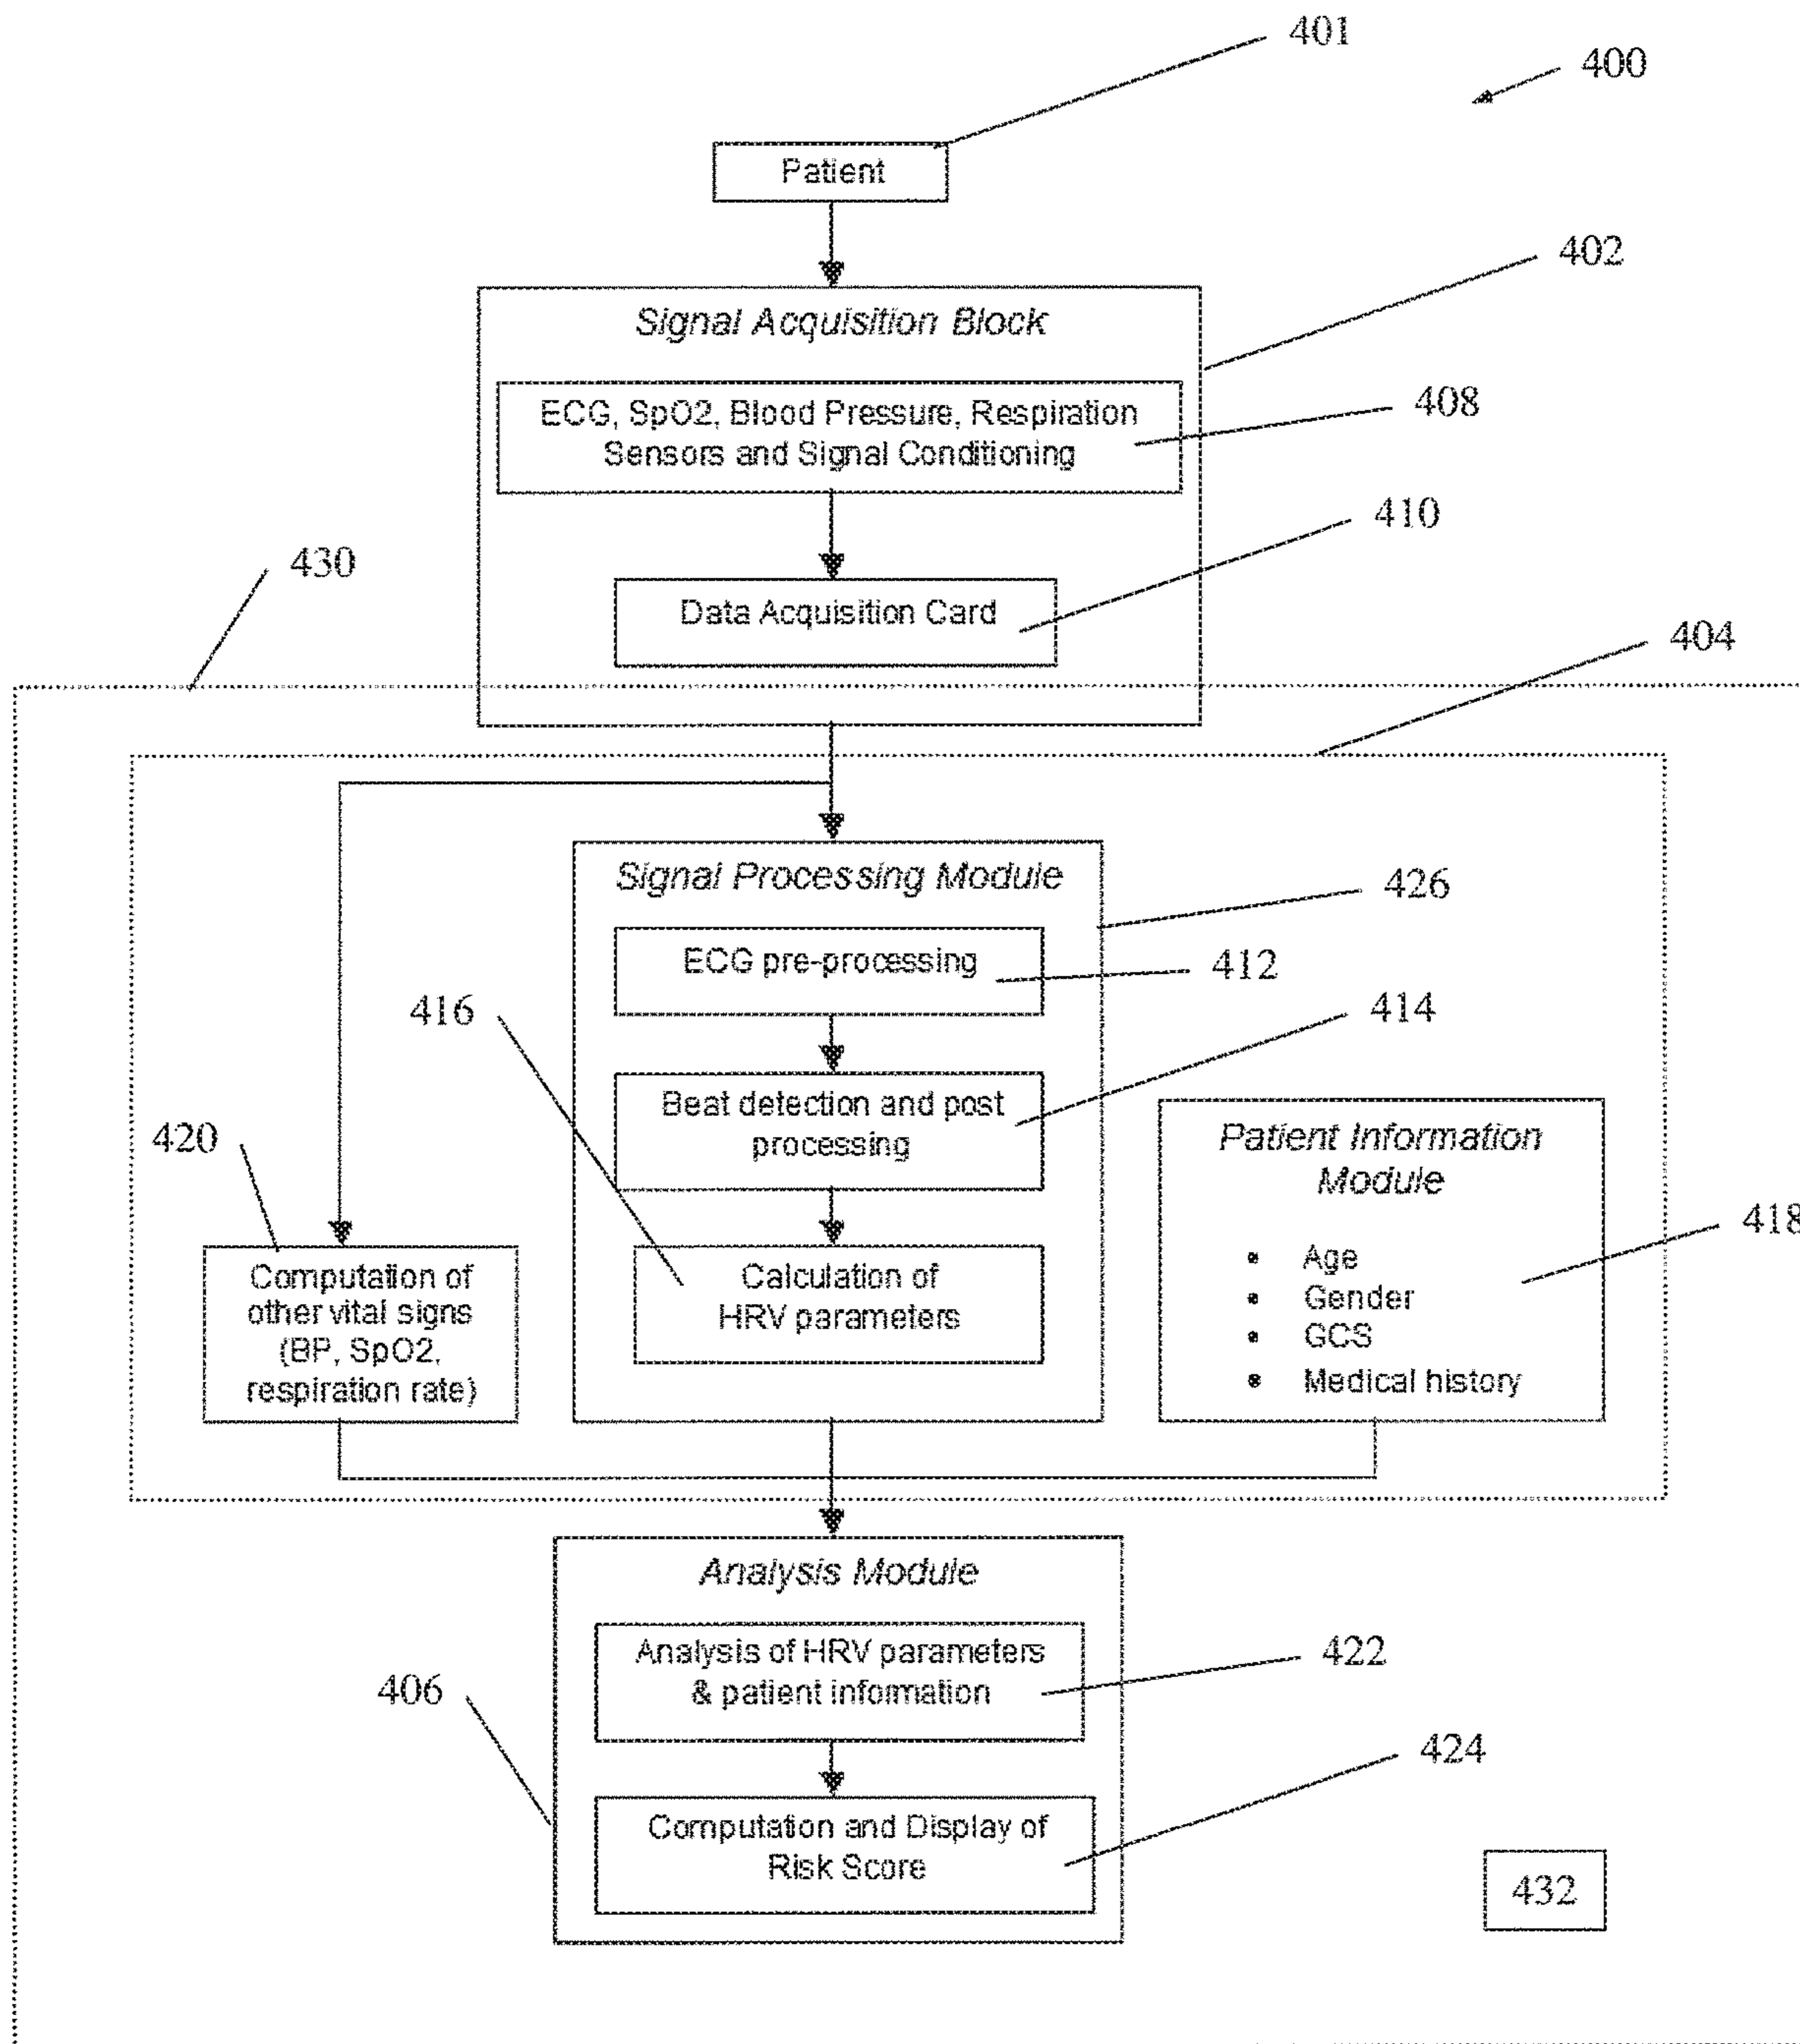 401
400
Patient
402
Signal Acquisition Block
ECG, SpO2, Blood Pressure, Respiration
Sensors and Signal Conditioning
408
410
430
Data Acquisition Card
404
Signal Processing Module
426
ECG pre-processing
412
416
414
Beat detection and post
processing
420
Patient Information
Module
418
Computation of
other vital signs
(BP, SpO2,
respiration rate)
Calculation of
HRV parameters
• Age
• Gender
• GCS
• Medical history
Analysis Module
Analysis of HRV parameters
& patient information
422
406
424
Computation and Display of
Risk Score
432